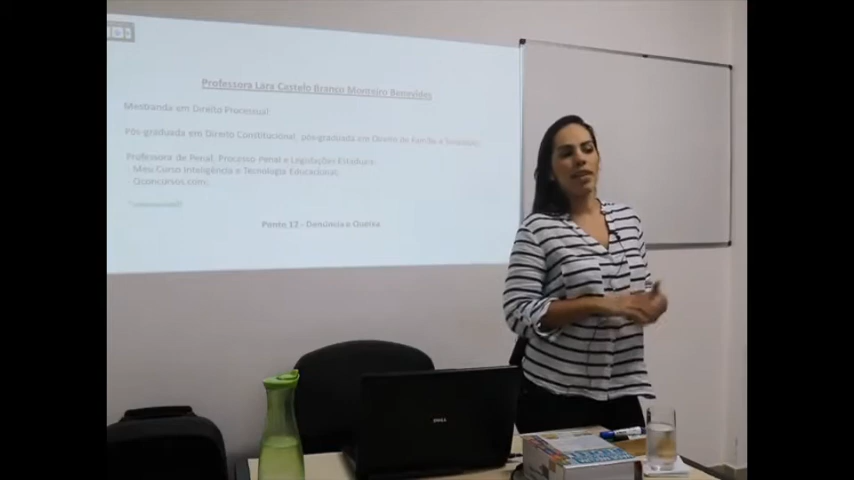 Professora Lara Castelo Branco Monteiro Benevides
Mestranda em Direito Processual
Pós-graduada em Direito Constitucional, pós-graduada em Direito de Família e Sucessões
Professora de Penal, Processo Penal e Legislações Extravagante
Meu Curso Inteligência e Tecnologia Educacional;
Qconcursos.com;
Ponto 12 - Denúncia e Queixa
DELL